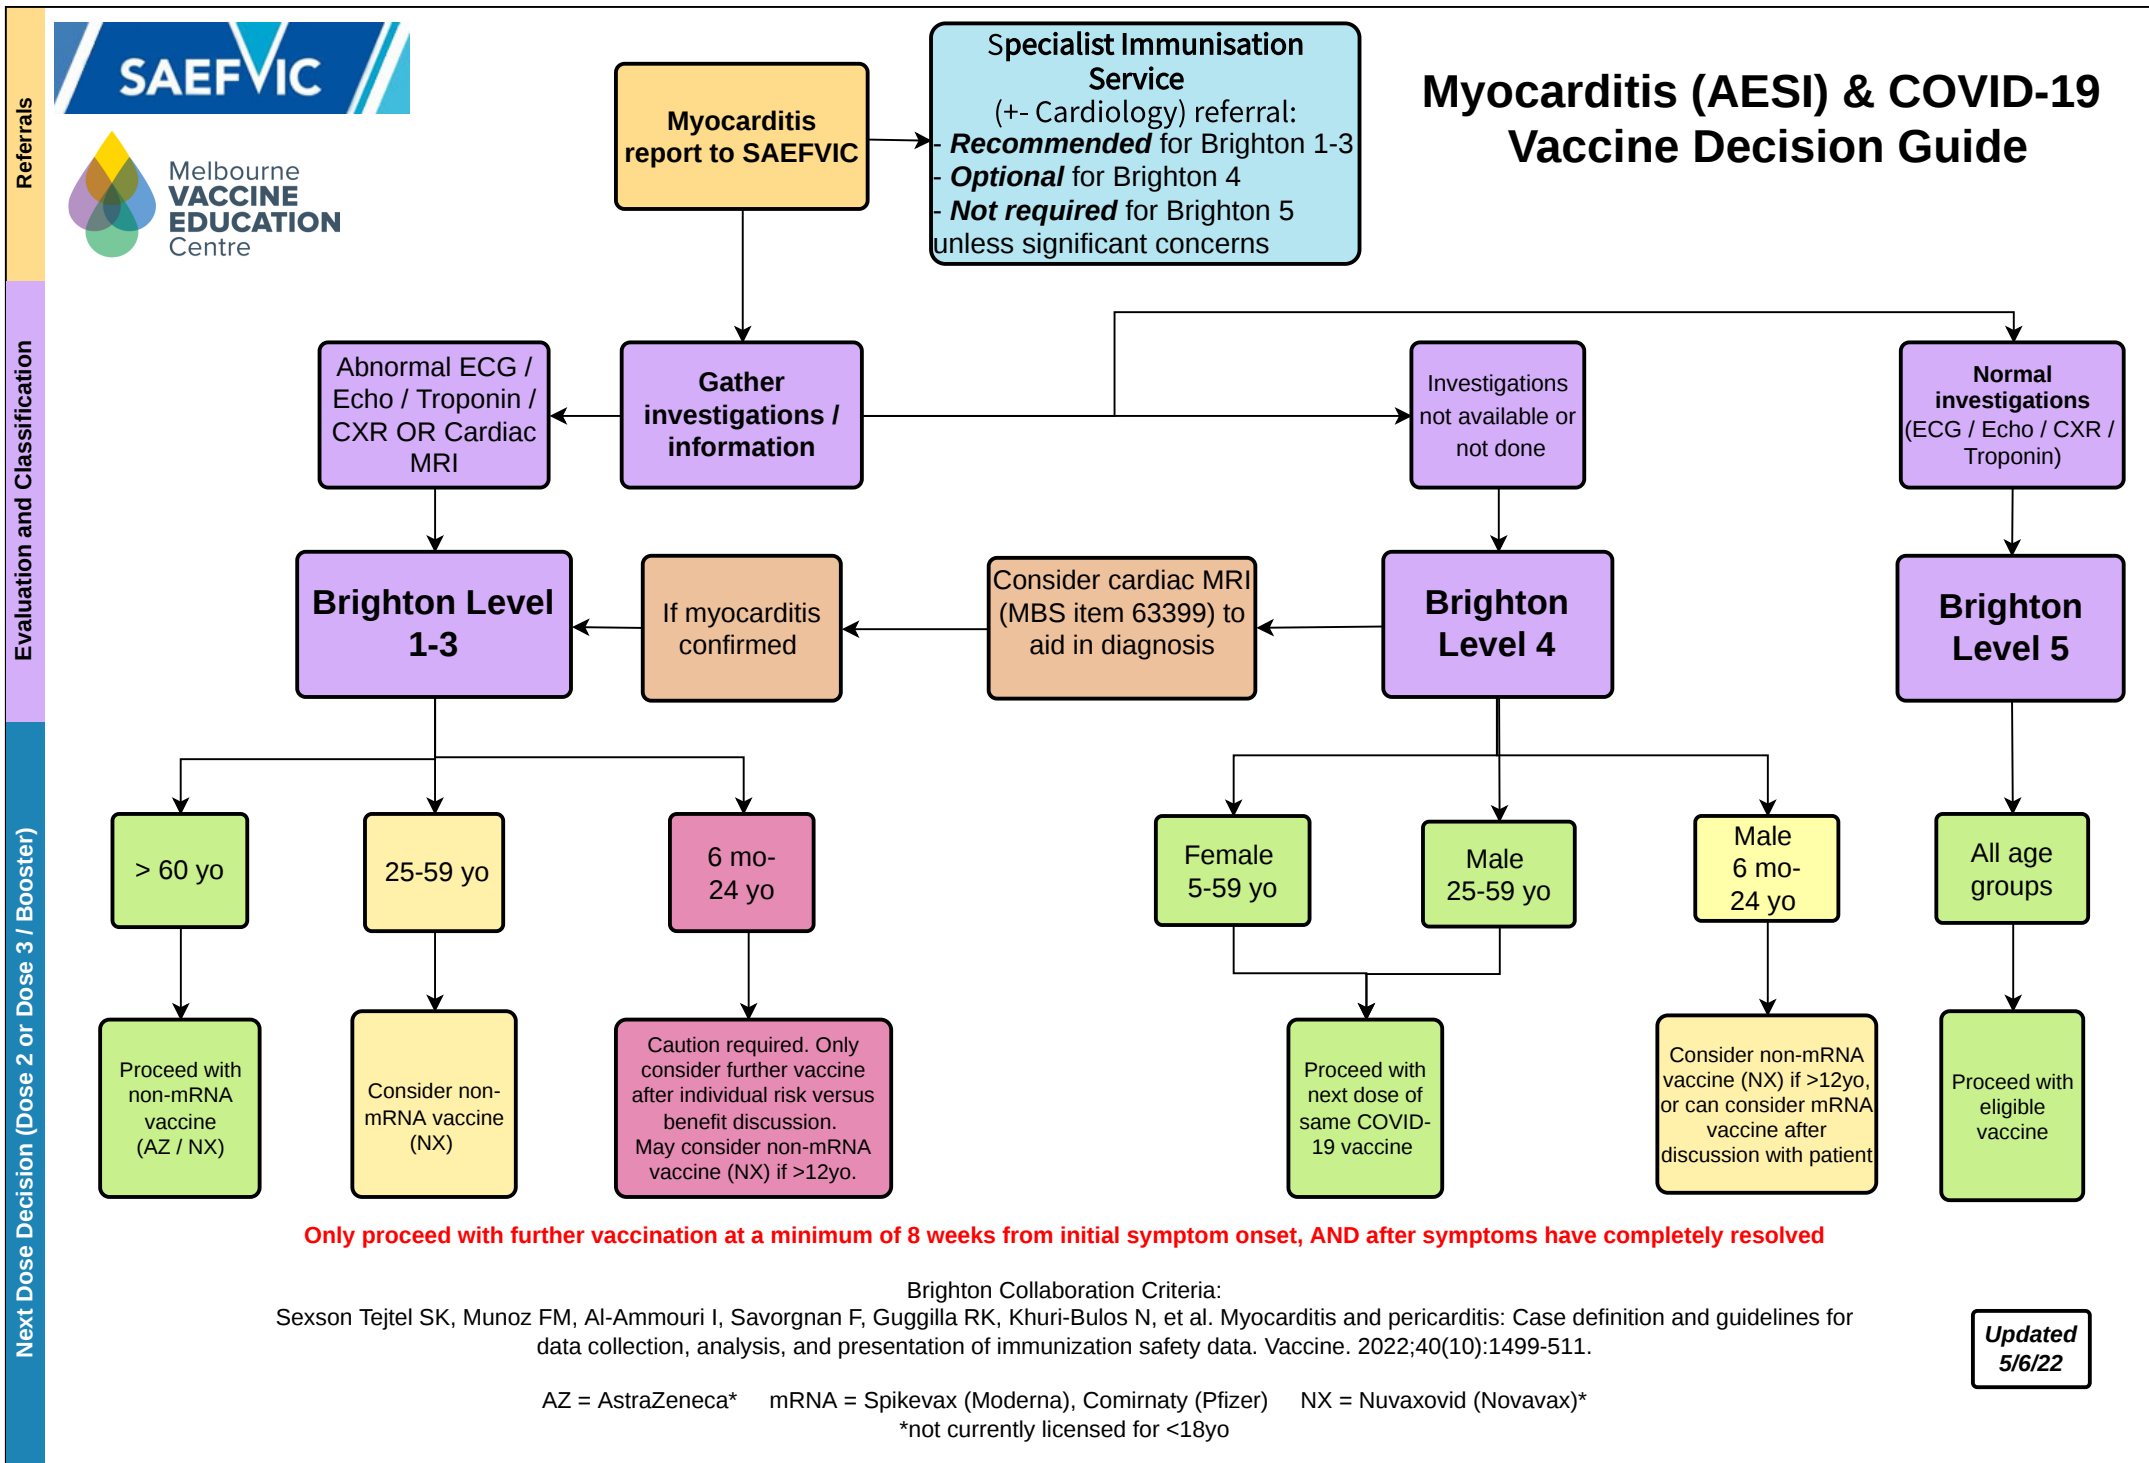 SAEFVIC
Melbourne
VACCINE
EDUCATION
Centre
Myocarditis (AESI) & COVID-19
Vaccine Decision Guide
Referrals
Myocarditis
report to SAEFVIC
Specialist Immunisation
Service
(+- Cardiology) referral:
- Recommended for Brighton 1-3
- Optional for Brighton 4
- Not required for Brighton 5
unless significant concerns
Evaluation and Classification
Abnormal ECG /
Echo / Troponin /
CXR OR Cardiac
MRI
Gather
investigations /
information
Investigations
not available or
not done
Normal
investigations
(ECG / Echo / CXR /
Troponin)
Brighton Level
1-3
If myocarditis
confirmed
Consider cardiac MRI
(MBS item 63399) to
aid in diagnosis
Brighton
Level 4
Brighton
Level 5
Next Dose Decision (Dose 2 or Dose 3 / Booster)
> 60 yo
25-59 yo
6 mo-
24 yo
Female
5-59 yo
Male
25-59 yo
Male
6 mo-
24 yo
All age
groups
Proceed with
non-mRNA
vaccine
(AZ / NX)
Consider non-
mRNA vaccine
(NX)
Caution required. Only
consider further vaccine
after individual risk versus
benefit discussion.
May consider non-mRNA
vaccine (NX) if >12yo.
Proceed with
next dose of
same COVID-
19 vaccine
Consider non-mRNA
vaccine (NX) if >12yo,
or can consider mRNA
vaccine after
discussion with patient
Proceed with
eligible
vaccine
Only proceed with further vaccination at a minimum of 8 weeks from initial symptom onset, AND after symptoms have completely resolved
Brighton Collaboration Criteria:
Sexson Tejtel SK, Munoz FM, Al-Ammouri I, Savorgnan F, Guggilla RK, Khuri-Bulos N, et al. Myocarditis and pericarditis: Case definition and guidelines for
data collection, analysis, and presentation of immunization safety data. Vaccine. 2022;40(10):1499-511.
Updated
5/6/22
AZ = AstraZeneca* mRNA = Spikevax (Moderna), Comirnaty (Pfizer) NX = Nuvaxovid (Novavax)*
*not currently licensed for <18yo